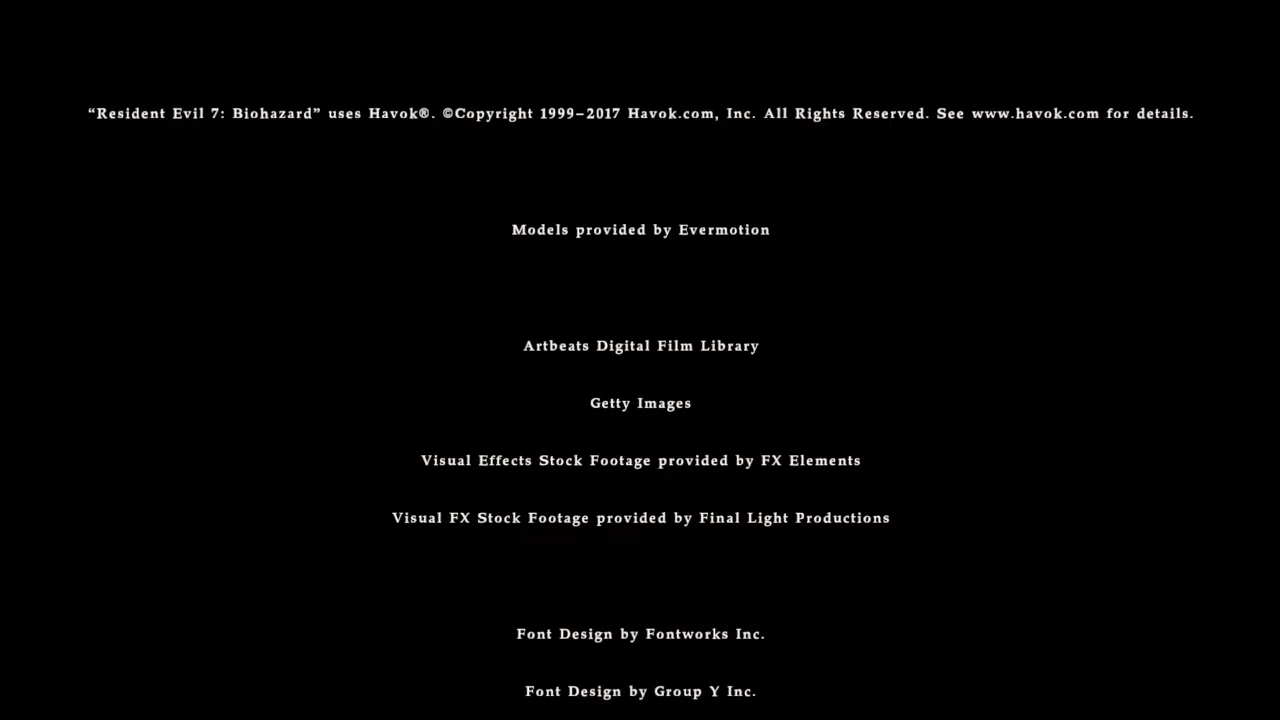 “Resident Evil 7: Biohazard” uses Havok®. ©Copyright 1999–2017 Havok.com, Inc. All Rights Reserved. See www.havok.com for details.
Models provided by Evermotion
Artbeats Digital Film Library
Getty Images
Visual Effects Stock Footage provided by FX Elements
Visual FX Stock Footage provided by Final Light Productions
Font Design by Fontworks Inc.
Font Design by Group Y Inc.